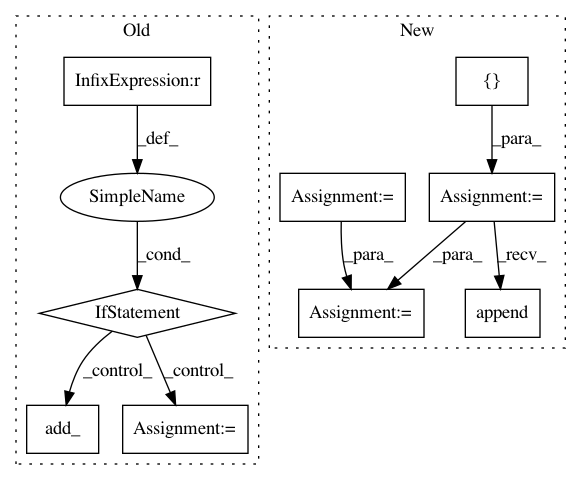 Old
New
InfixExpression:r
{}
_def_
_para_
SimpleName
Assignment:=
Assignment:=
_cond_
_para_
_para_
_recv_
IfStatement
Assignment:=
append
_control_
_control_
add_
Assignment:=